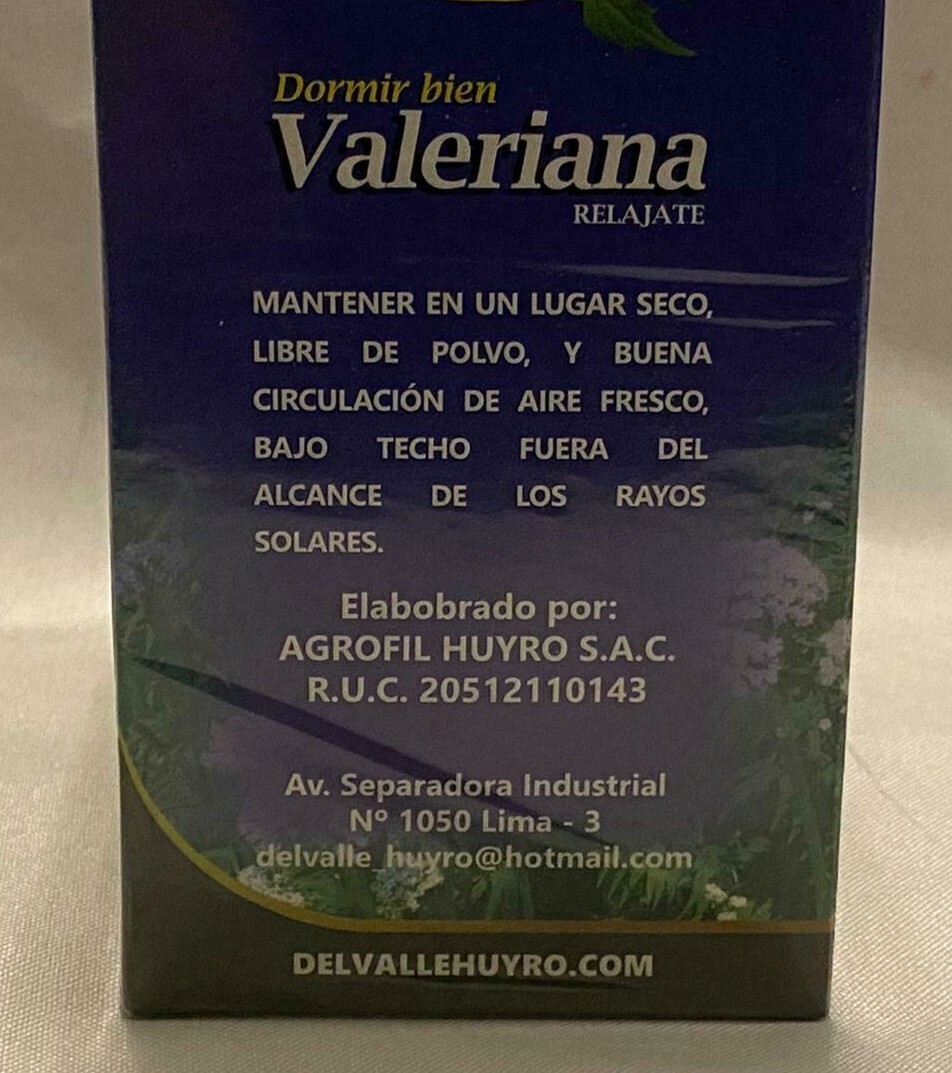 Dormir bien
Valeriana
RELAJATE
MANTENER EN UN LUGAR SECO,
LIBRE DE POLVO, Y BUENA
CIRCULACIÓN DE AIRE FRESCO,
BAJO TECHO FUERA DEL
ALCANCE DE LOS RAYOS
SOLARES.
Elabobrado por:
AGROFIL HUYRO S.A.C.
R.U.C. 20512110143
Av. Separadora Industrial
Nº 1050 Lima - 3
delvalle_huyro@hotmail.com
DELVALLEHUYRO.COM